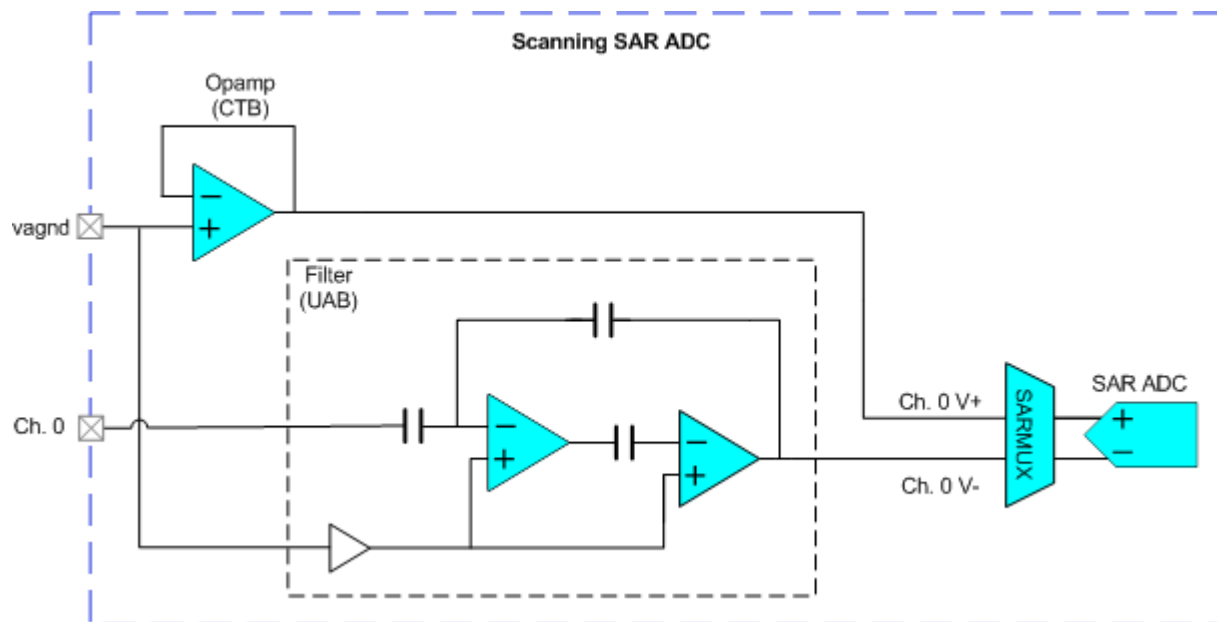 Scanning SAR ADC
Opamp
(CTB)
−
+
vagnd
Filter
(UAB)
Ch. 0
−
+
−
+
Ch. 0 V+
Ch. 0 V-
SARMUX
SAR ADC
+
−